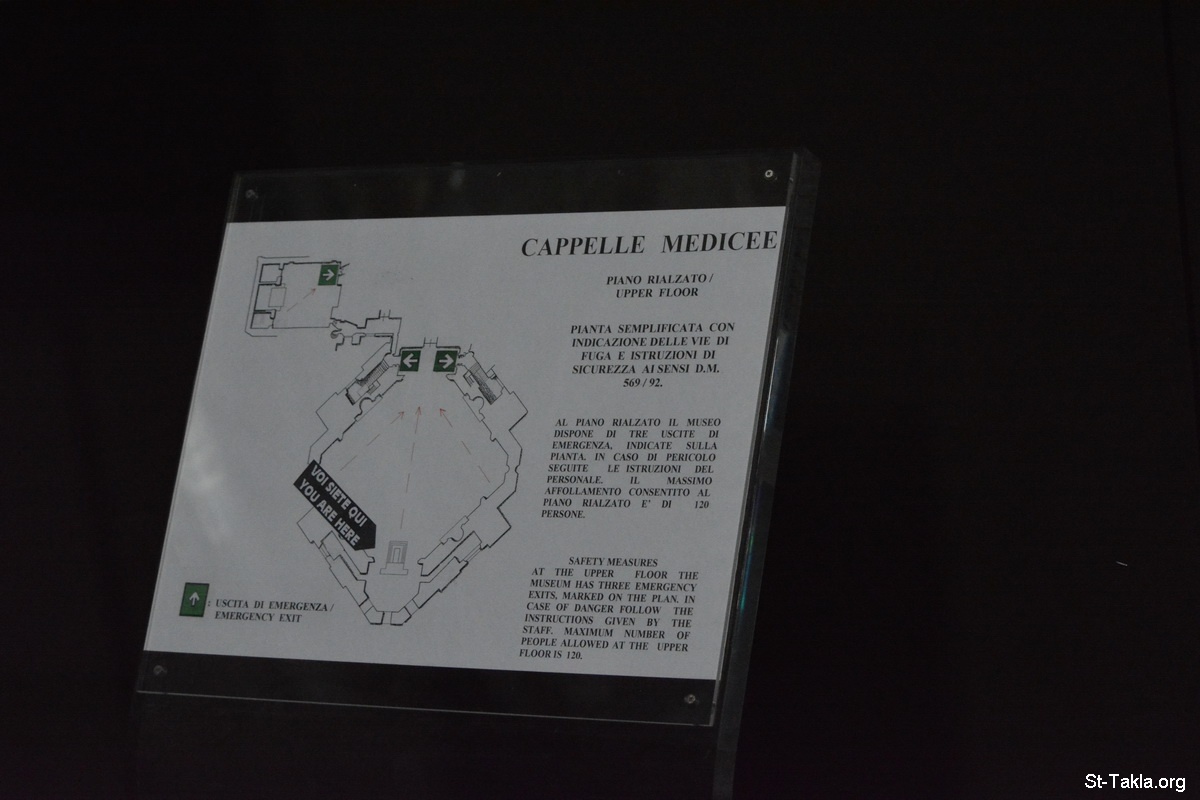 CAPPELLE MEDICEE
PIANO RIALZATO /
UPPER FLOOR
PIANTA SEMPLIFICATA CON
INDICAZIONE DELLE VIE DI
FUGA E ISTRUZIONI DI
SICUREZZA AI SENSI D.M.
569 / 92.
AL PIANO RIALZATO IL MUSEO
DISPONE DI TRE USCITE DI
EMERGENZA, INDICATE SULLA
PIANTA. IN CASO DI PERICOLO
SEGUITE LE ISTRUZIONI DEL
PERSONALE. IL MASSIMO
AFFOLLAMENTO CONSENTITO AL
PIANO RIALZATO E' DI 120
PERSONE.
SAFETY MEASURES
AT THE UPPER FLOOR THE
MUSEUM HAS THREE EMERGENCY
EXITS, MARKED ON THE PLAN. IN
CASE OF DANGER FOLLOW THE
INSTRUCTIONS GIVEN BY THE
STAFF. MAXIMUM NUMBER OF
PEOPLE ALLOWED AT THE UPPER
FLOOR IS 120.
VOI SIETE QUI
YOU ARE HERE
: USCITA DI EMERGENZA /
EMERGENCY EXIT
St-Takla.org